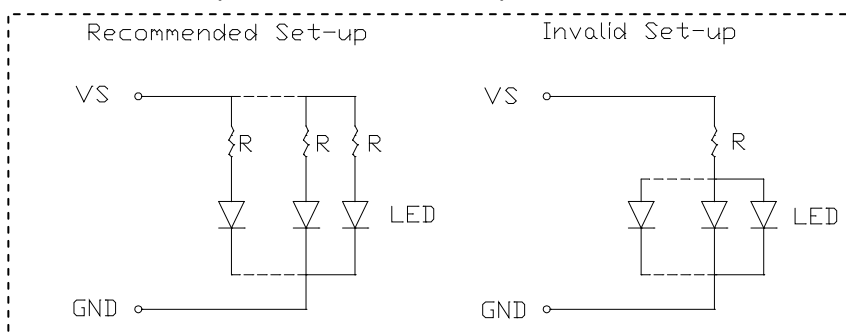 Recommended Set-up
VS
R
R
R
LED
GND
Invalid Set-up
VS
R
LED
GND